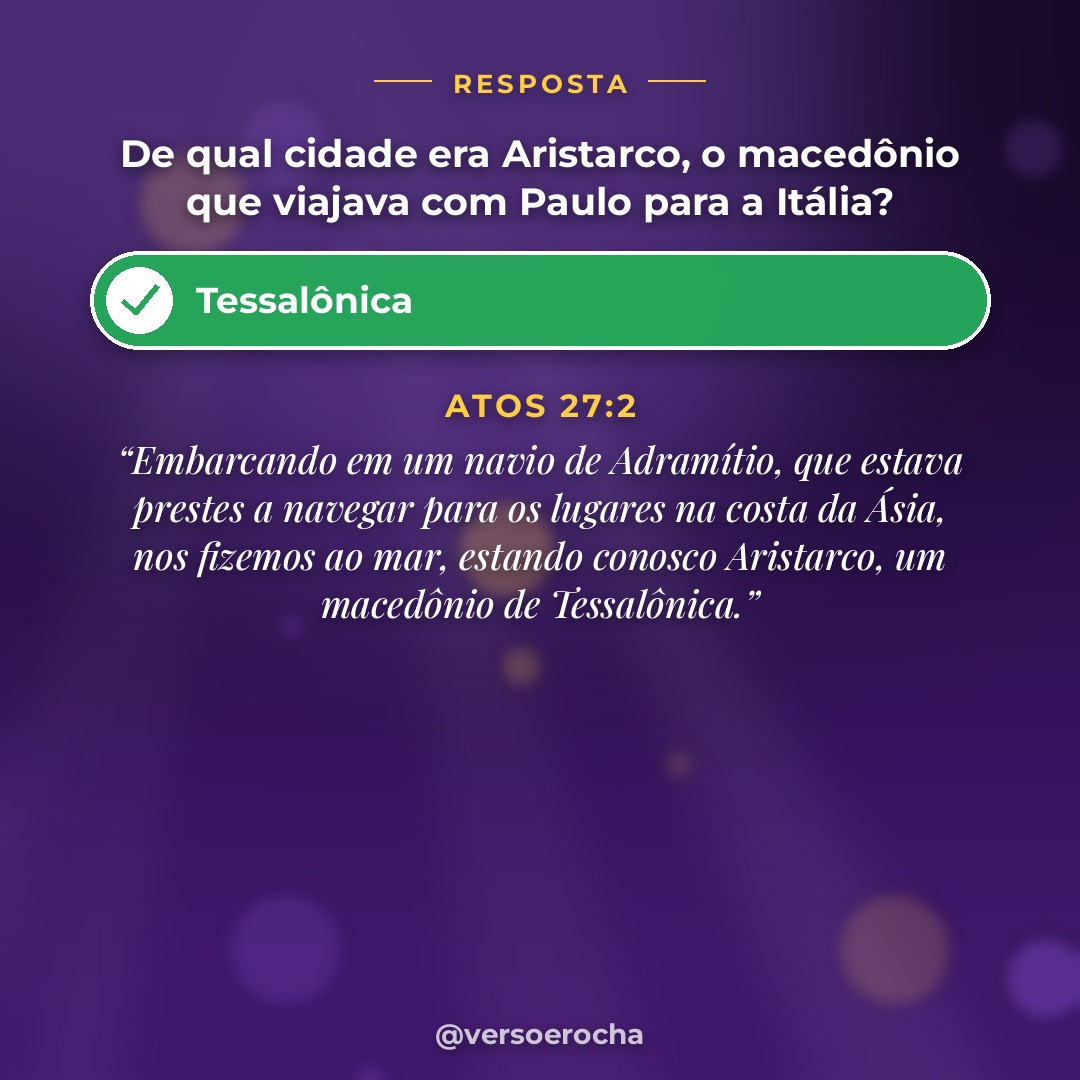 RESPOSTA
De qual cidade era Aristarco, o macedônio
que viajava com Paulo para a Itália?
Tessalônica
ATOS 27:2
“Embarcando em um navio de Adramítio, que estava
prestes a navegar para os lugares na costa da Ásia,
nos fizemos ao mar, estando conosco Aristarco, um
macedônio de Tessalônica.”
@versoerocha